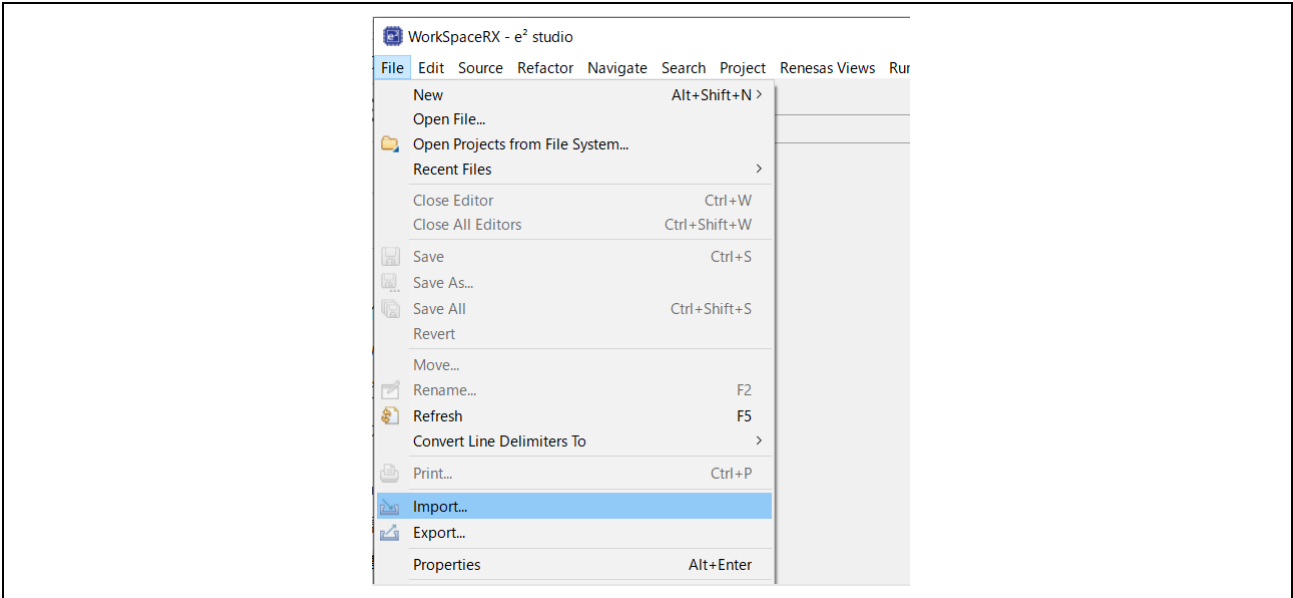 WorkSpaceRX - e² studio
File Edit Source Refactor Navigate Search Project Renesas Views
New Alt+Shift+N >
Open File...
Open Projects from File System...
Recent Files >
Close Editor Ctrl+W
Close All Editors Ctrl+Shift+W
Save Ctrl+S
Save As...
Save All Ctrl+Shift+S
Revert
Move...
Rename... F2
Refresh F5
Convert Line Delimiters To >
Print... Ctrl+P
Import...
Export...
Properties Alt+Enter